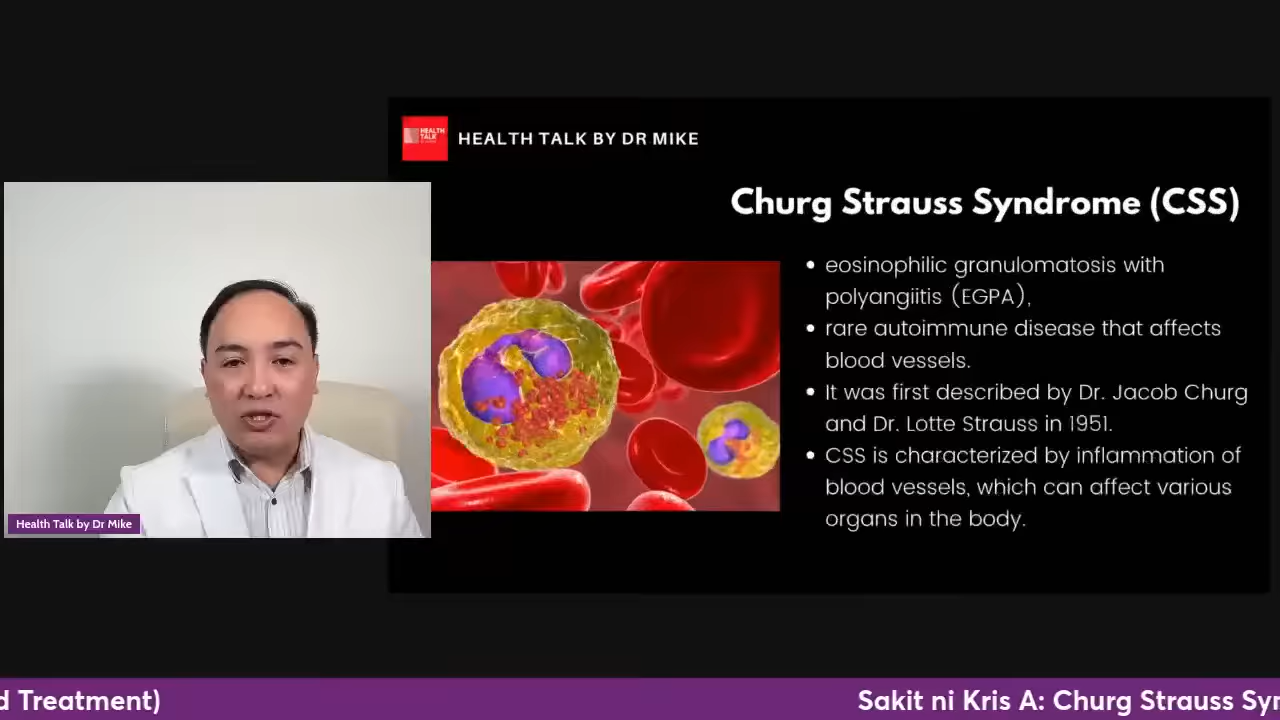 HEALTH TALK
HEALTH TALK BY DR MIKE
Churg Strauss Syndrome (CSS)
• eosinophilic granulomatosis with
polyangiitis (EGPA),
• rare autoimmune disease that affects
blood vessels.
• It was first described by Dr. Jacob Churg
and Dr. Lotte Strauss in 1951.
• CSS is characterized by inflammation of
blood vessels, which can affect various
organs in the body.
Health Talk by Dr Mike
d Treatment)
Sakit ni Kris A: Churg Strauss Syn